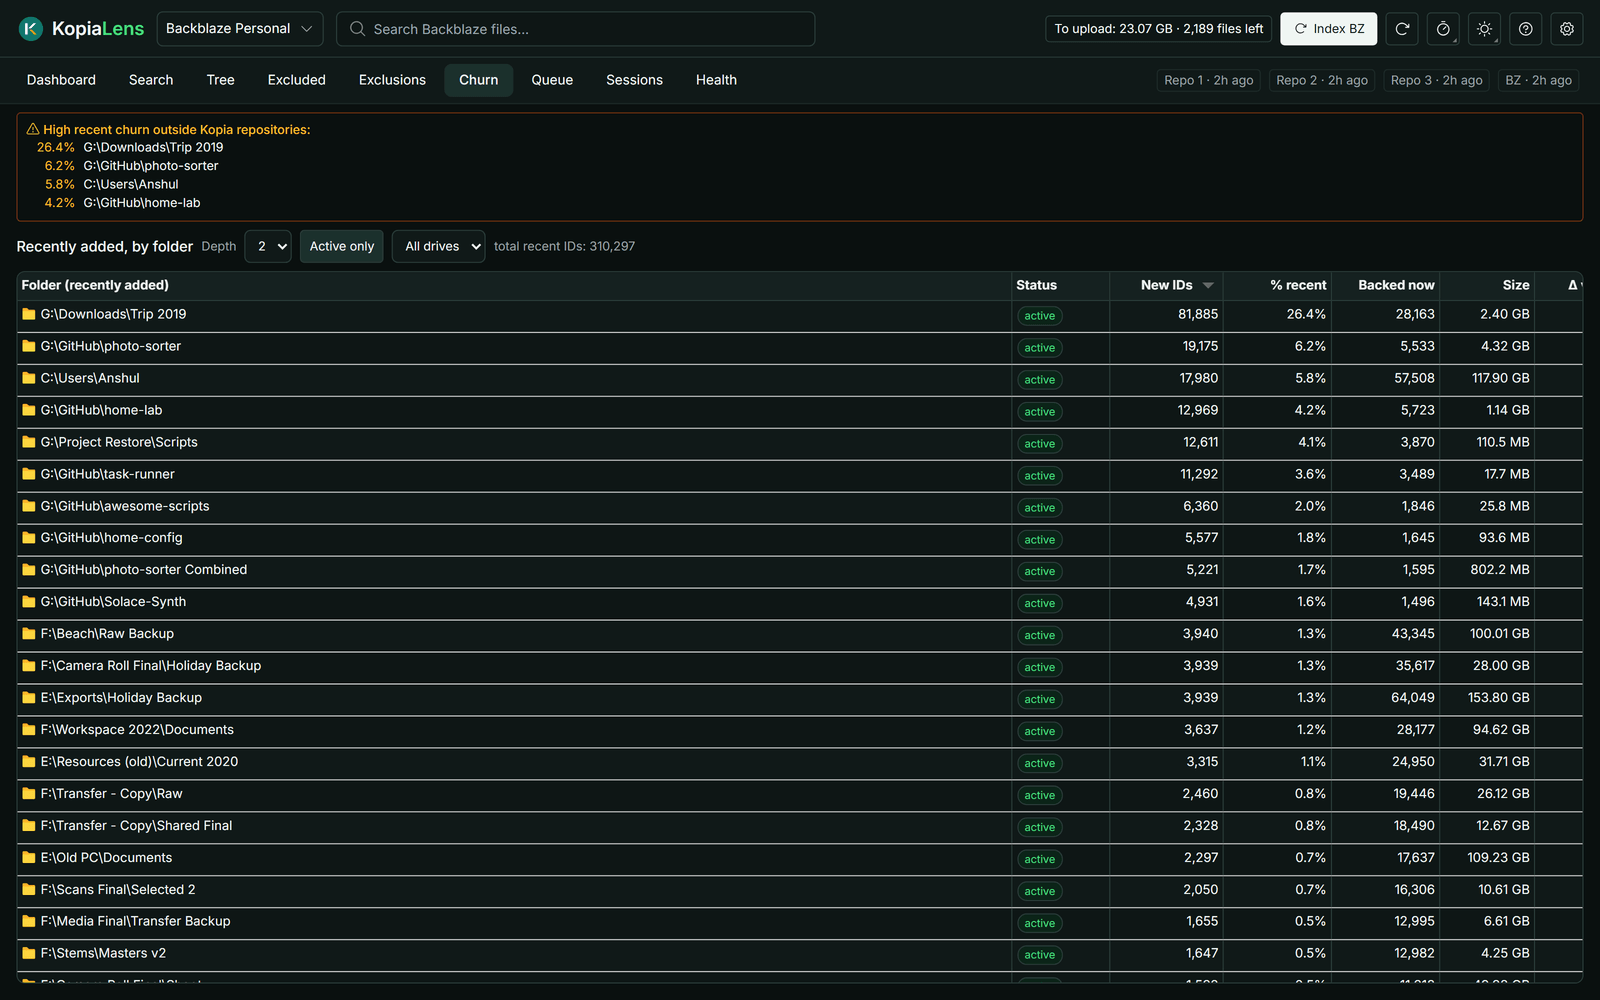 KopiaLens
Backblaze Personal
Search Backblaze files...
To upload: 23.07 GB · 2,189 files left
Index BZ
Dashboard Search Tree Excluded Exclusions Churn Queue Sessions Health
Repo 1 · 2h ago Repo 2 · 2h ago Repo 3 · 2h ago BZ · 2h ago
High recent churn outside Kopia repositories:
26.4% G:\Downloads\Trip 2019
6.2% G:\GitHub\photo-sorter
5.8% C:\Users\Anshul
4.2% G:\GitHub\home-lab
Recently added, by folder Depth 2 Active only All drives total recent IDs: 310,297
Folder (recently added) Status New IDs % recent Backed now Size Δ
G:\Downloads\Trip 2019 active 81,885 26.4% 28,163 2.40 GB
G:\GitHub\photo-sorter active 19,175 6.2% 5,533 4.32 GB
C:\Users\Anshul active 17,980 5.8% 57,508 117.90 GB
G:\GitHub\home-lab active 12,969 4.2% 5,723 1.14 GB
G:\Project Restore\Scripts active 12,611 4.1% 3,870 110.5 MB
G:\GitHub\task-runner active 11,292 3.6% 3,489 17.7 MB
G:\GitHub\awesome-scripts active 6,360 2.0% 1,846 25.8 MB
G:\GitHub\home-config active 5,577 1.8% 1,645 93.6 MB
G:\GitHub\photo-sorter Combined active 5,221 1.7% 1,595 802.2 MB
G:\GitHub\Solace-Synth active 4,931 1.6% 1,496 143.1 MB
F:\Beach\Raw Backup active 3,940 1.3% 43,345 100.01 GB
F:\Camera Roll Final\Holiday Backup active 3,939 1.3% 35,617 28.00 GB
E:\Exports\Holiday Backup active 3,939 1.3% 64,049 153.80 GB
F:\Workspace 2022\Documents active 3,637 1.2% 28,177 94.62 GB
E:\Resources (old)\Current 2020 active 3,315 1.1% 24,950 31.71 GB
F:\Transfer - Copy\Raw active 2,460 0.8% 19,446 26.12 GB
F:\Transfer - Copy\Shared Final active 2,328 0.8% 18,490 12.67 GB
E:\Old PC\Documents active 2,297 0.7% 17,637 109.23 GB
F:\Scans Final\Selected 2 active 2,050 0.7% 16,306 10.61 GB
F:\Media Final\Transfer Backup active 1,655 0.5% 12,995 6.61 GB
F:\Stems\Masters v2 active 1,647 0.5% 12,982 4.25 GB